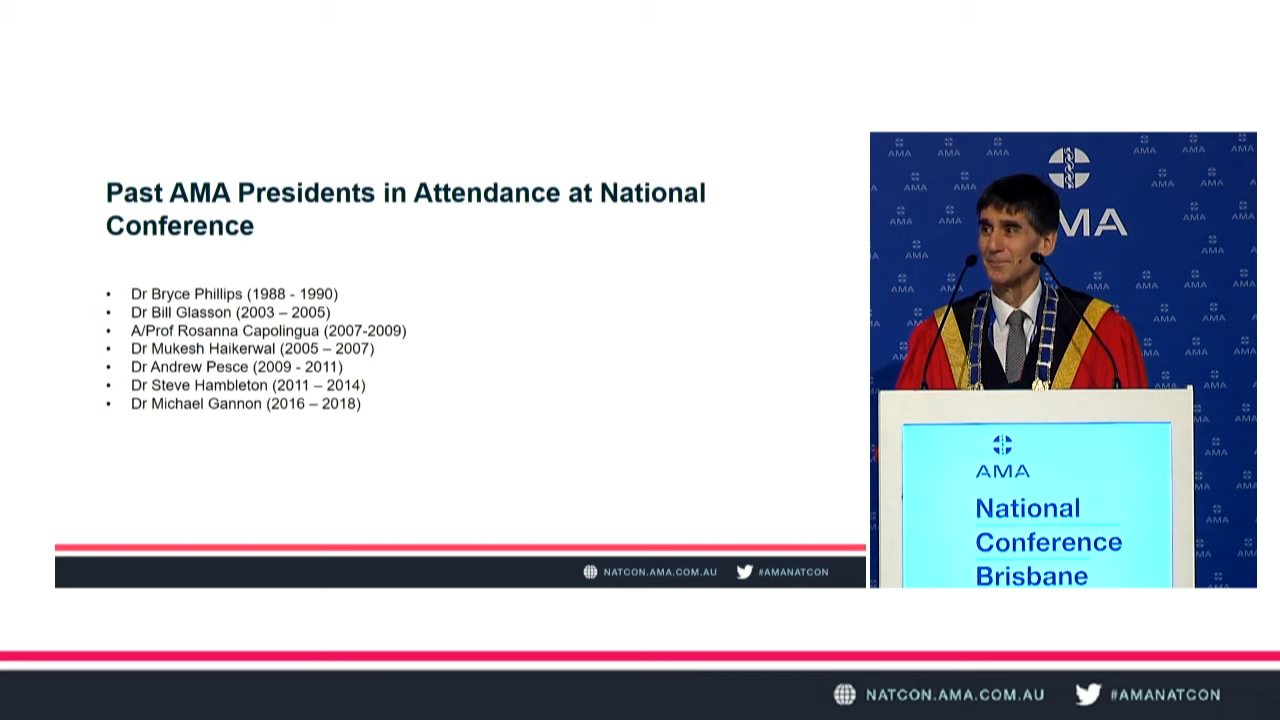 Past AMA Presidents in Attendance at National
Conference
• Dr Bryce Phillips (1988 - 1990)
• Dr Bill Glasson (2003 – 2005)
• A/Prof Rosanna Capolingua (2007-2009)
• Dr Mukesh Haikerwal (2005 – 2007)
• Dr Andrew Pesce (2009 - 2011)
• Dr Steve Hambleton (2011 – 2014)
• Dr Michael Gannon (2016 – 2018)
NATCON.AMA.COM.AU #AMANATCON
AMA
AMA
National
Conference
Brisbane
NATCON.AMA.COM.AU #AMANATCON